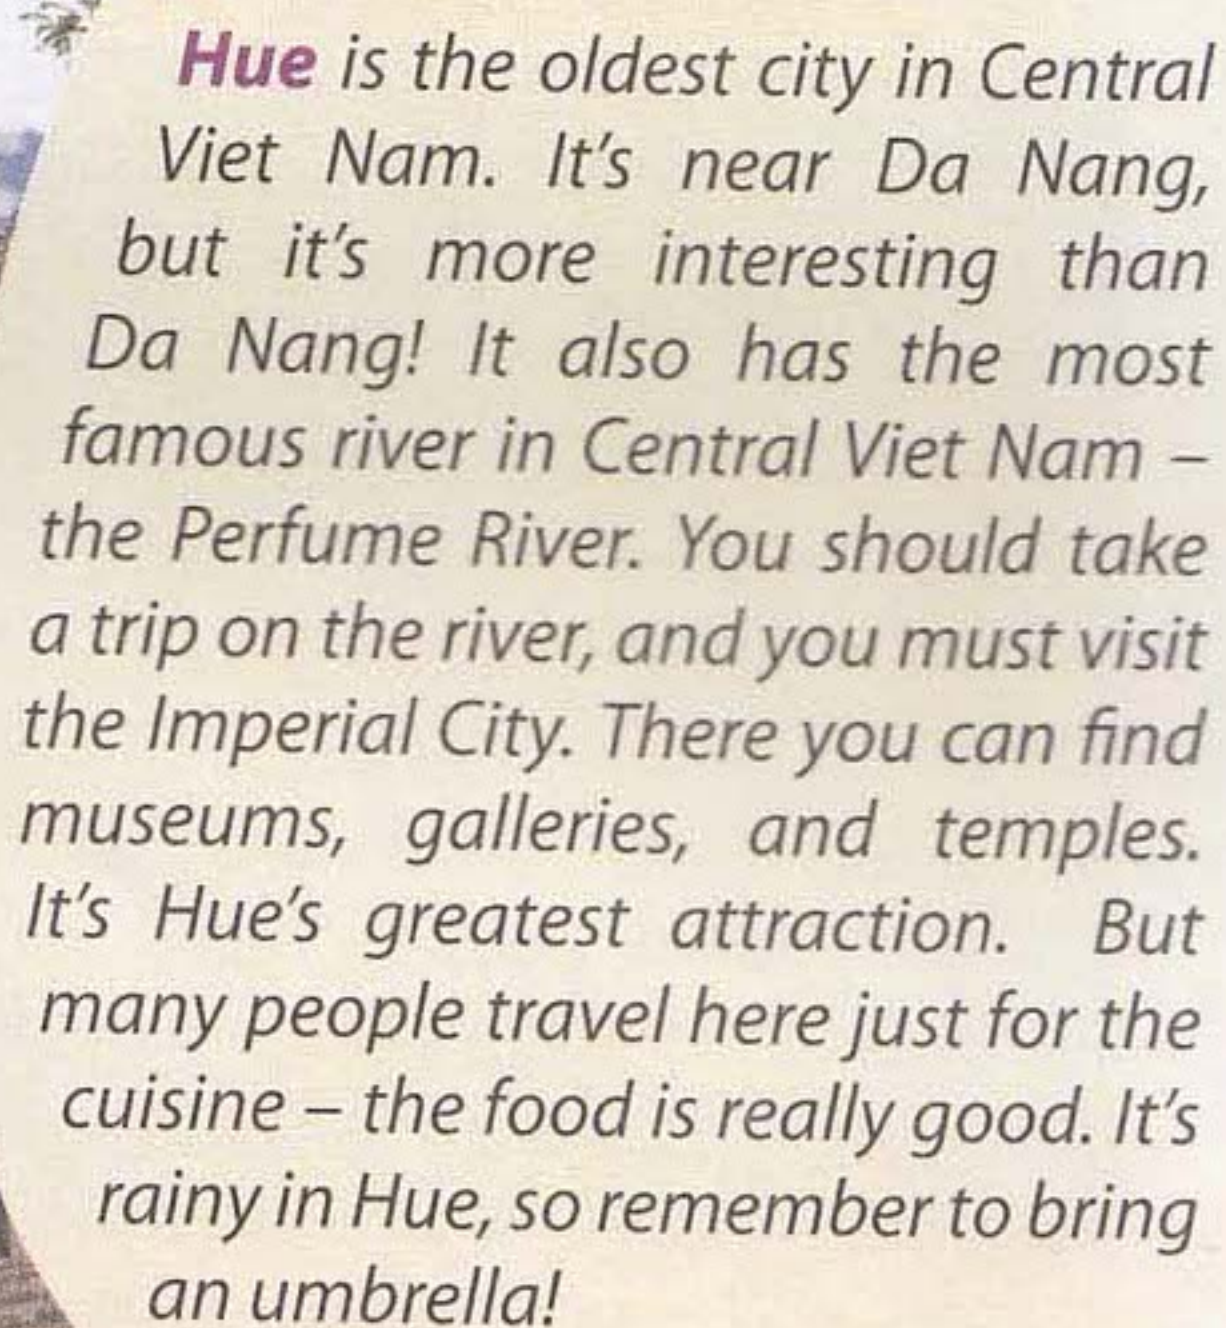 Hue is the oldest city in Central
Viet Nam. It's near Da Nang,
but it's more interesting than
Da Nang! It also has the most
famous river in Central Viet Nam –
the Perfume River. You should take
a trip on the river, and you must visit
the Imperial City. There you can find
museums, galleries, and temples.
It's Hue's greatest attraction. But
many people travel here just for the
cuisine – the food is really good. It's
rainy in Hue, so remember to bring
an umbrella!